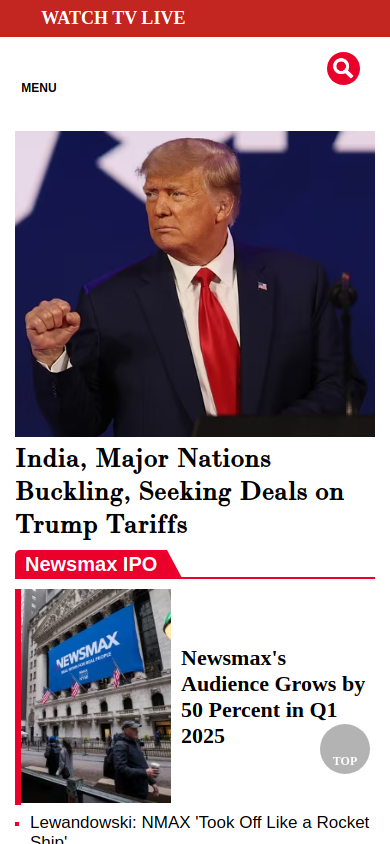 WATCH TV LIVE
MENU
India, Major Nations
Buckling, Seeking Deals on
Trump Tariffs
Newsmax IPO
NEWSMAX
Newsmax's
Audience Grows by
50 Percent in Q1
2025
TOP
Lewandowski: NMAX 'Took Off Like a Rocket
Ship'